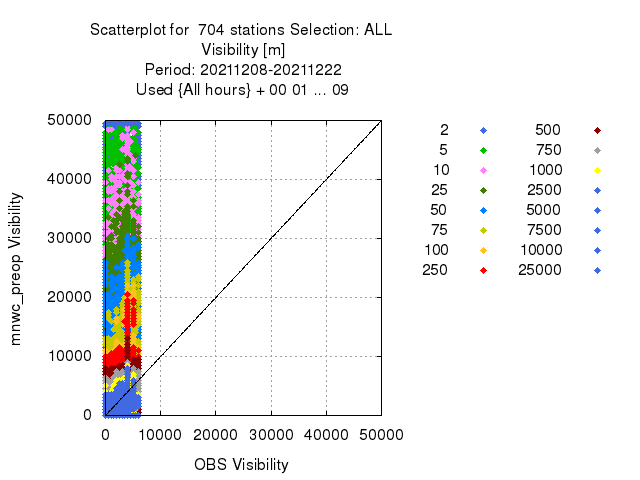 Scatterplot for  704 stations Selection: ALL
Visibility [m]
Period: 20211208-20211222
Used {All hours} + 00 01 ... 09
mnwc_preop Visibility
50000
40000
30000
20000
10000
0
0 10000 20000 30000 40000 50000
OBS Visibility
2 500
5 750
10 1000
25 2500
50 5000
75 7500
100 10000
250 25000